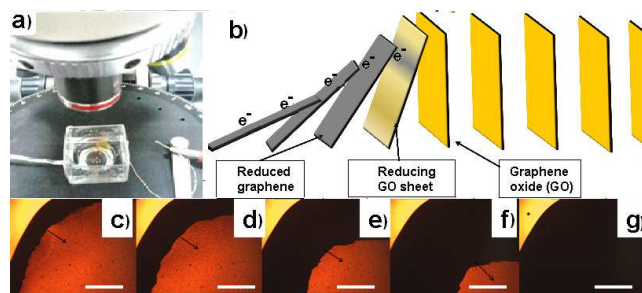 a)
b)
e-
e-
e-
e-
e-
Reduced
graphene
Reducing
GO sheet
Graphene
oxide (GO)
c)
d)
e)
f)
g)